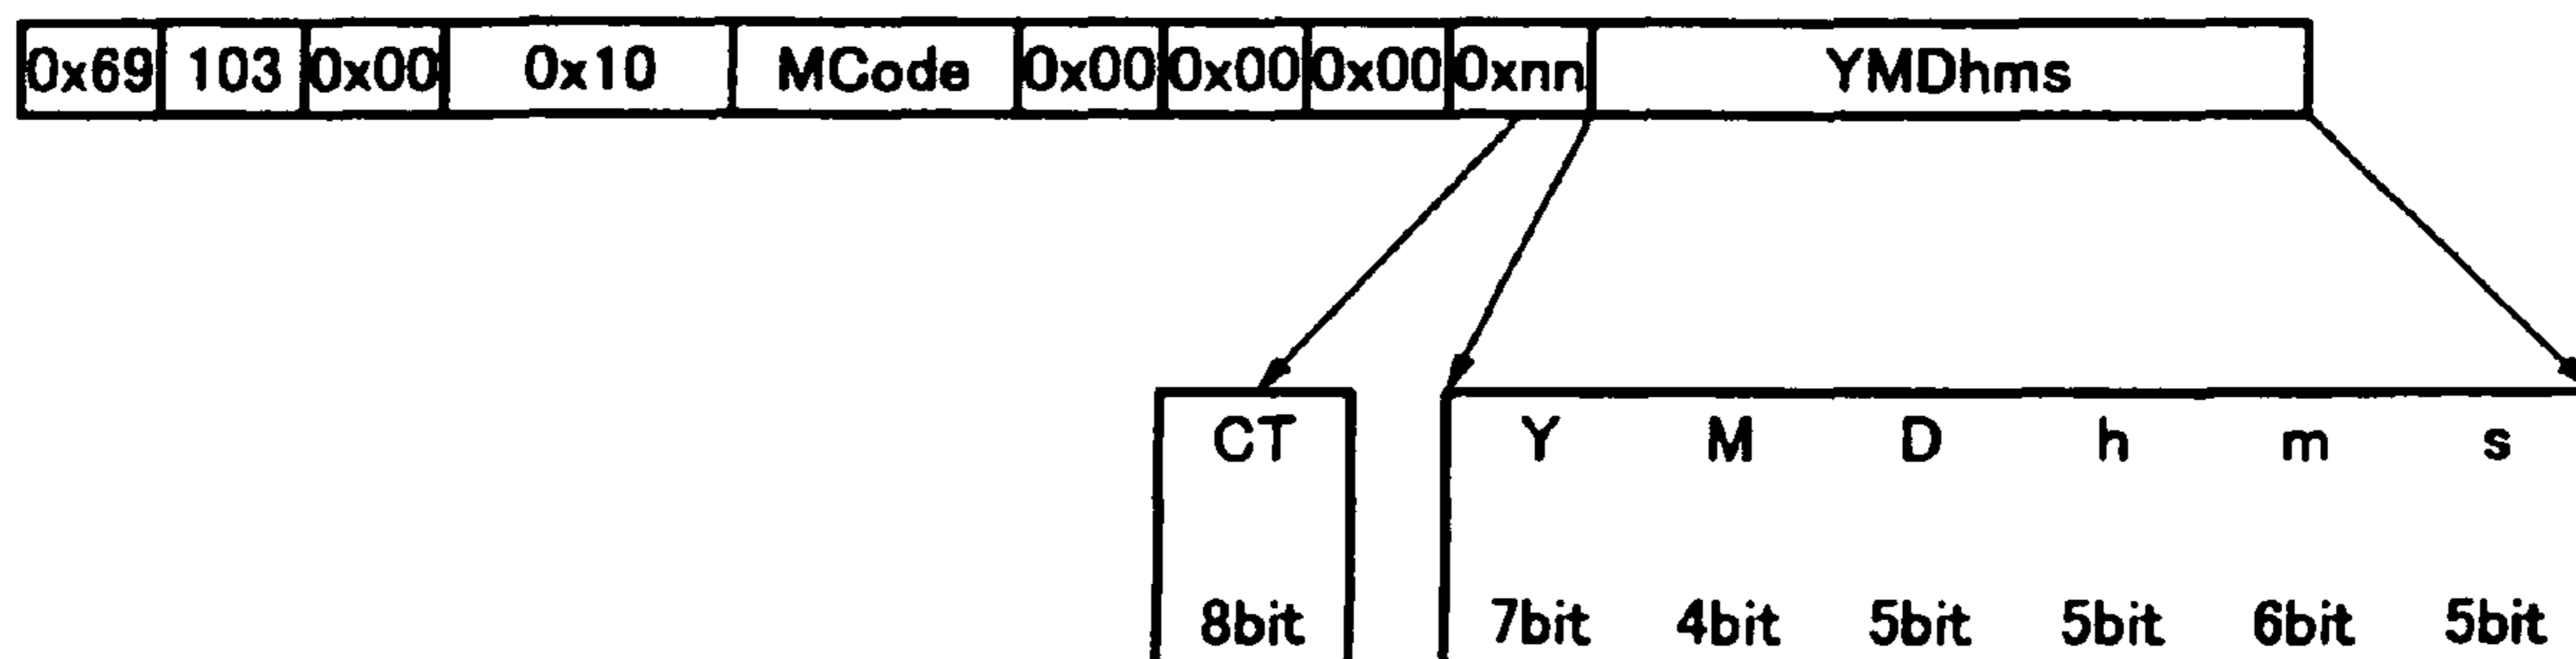 0x69 103 0x00 0x10 MCode 0x00 0x00 0x00 0xnn YMDhms
CT Y M D h m s
8bit 7bit 4bit 5bit 5bit 6bit 5bit